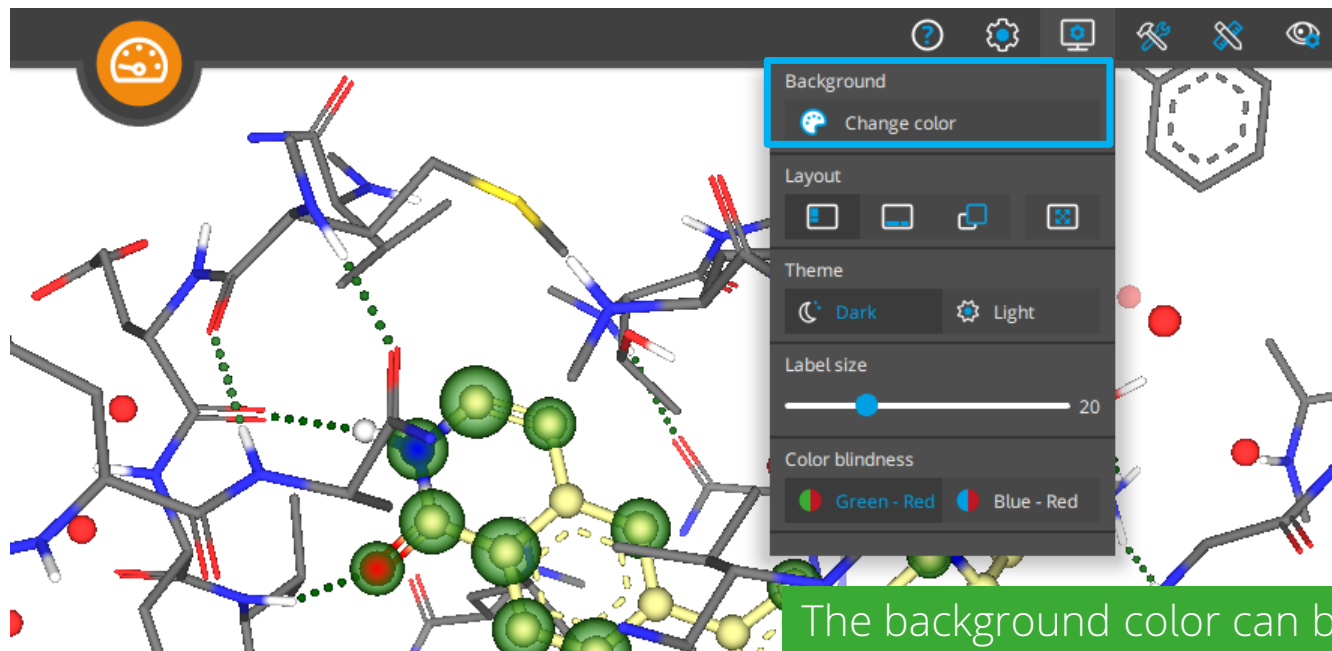 ?
Background
Change color
Layout
Theme
Dark Light
Label size
20
Color blindness
Green - Red Blue - Red
The background color can b